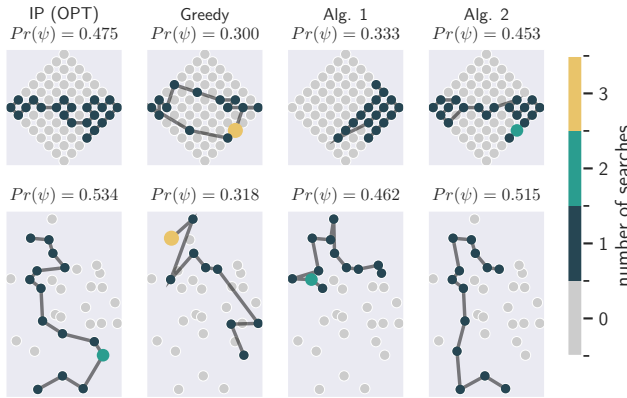 IP (OPT) Greedy Alg. 1 Alg. 2
Pr(ψ) = 0.475 Pr(ψ) = 0.300 Pr(ψ) = 0.333 Pr(ψ) = 0.453
Pr(ψ) = 0.534 Pr(ψ) = 0.318 Pr(ψ) = 0.462 Pr(ψ) = 0.515
3
2
1
0
number of searches